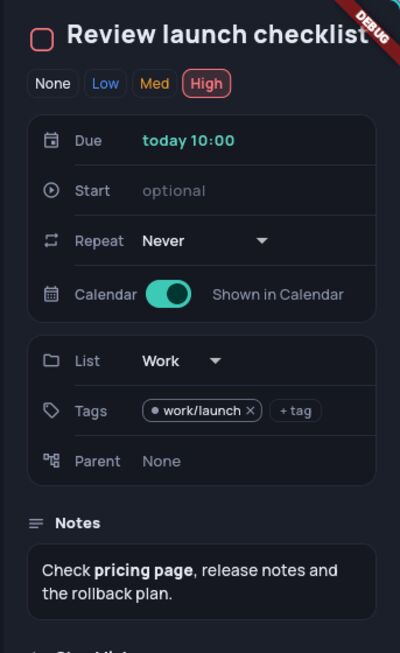 Review launch checklist
DEBUG
None Low Med High
Due today 10:00
Start optional
Repeat Never
Calendar Shown in Calendar
List Work
Tags work/launch × + tag
Parent None
Notes
Check pricing page, release notes and
the rollback plan.